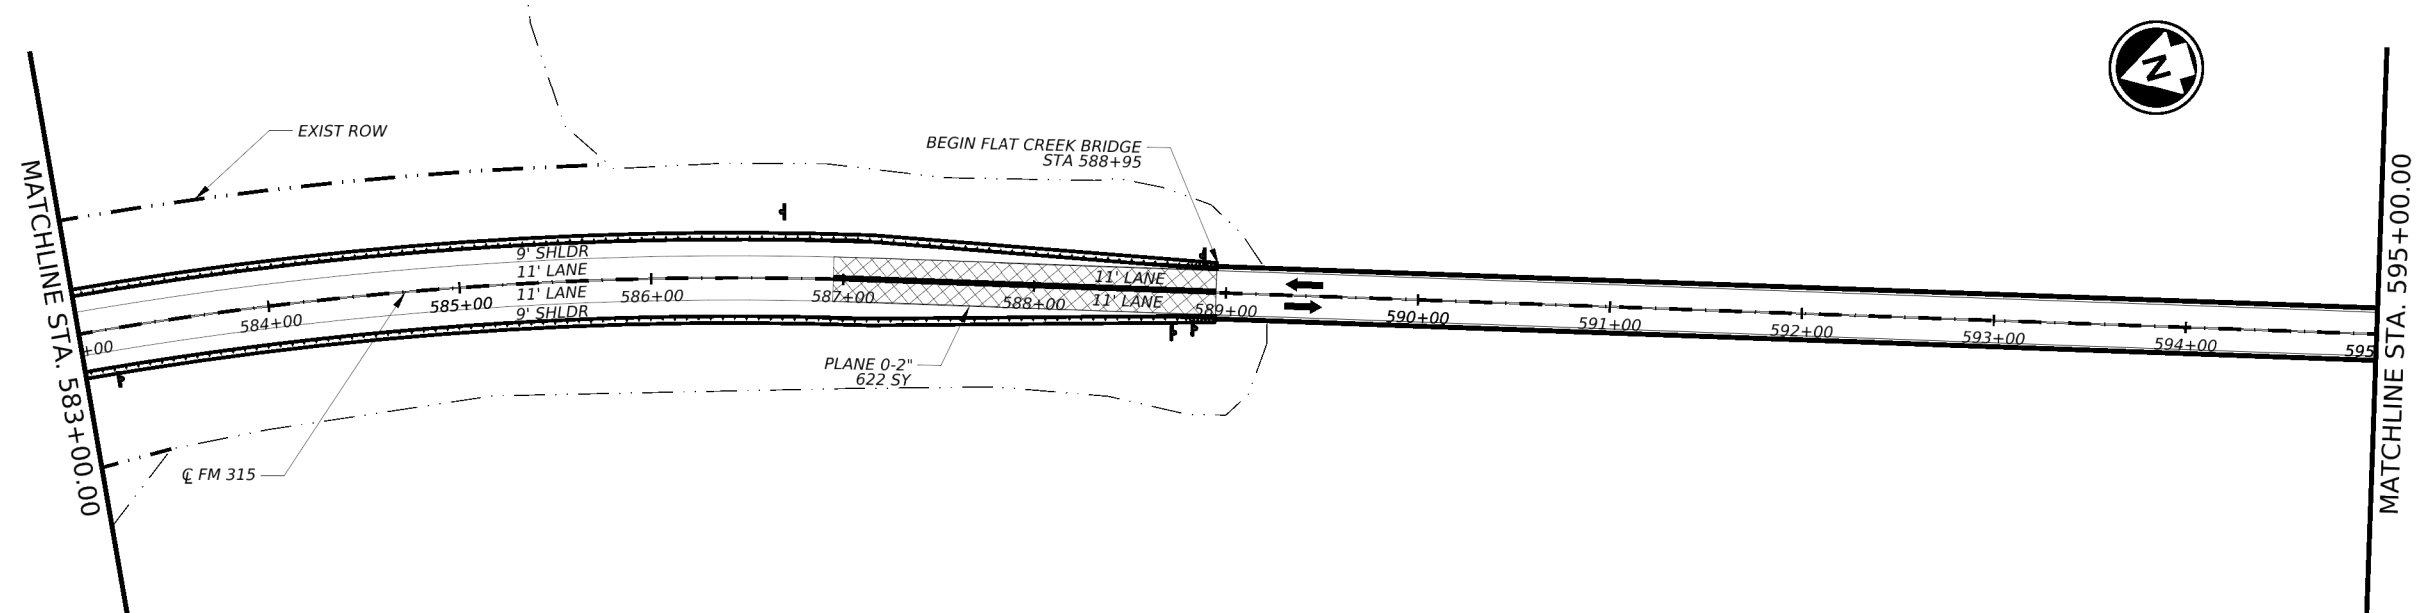 MATCHLINE STA. 583+00.00
EXIST ROW
BEGIN FLAT CREEK BRIDGE
STA 588+95
N
9' SHLDR
11' LANE
11' LANE
9' SHLDR
11' LANE
11' LANE
+00
584+00
585+00
586+00
587+00
588+00
589+00
590+00
591+00
592+00
593+00
594+00
595
PLANE 0-2"
622 SY
℄ FM 315
MATCHLINE STA. 595+00.00